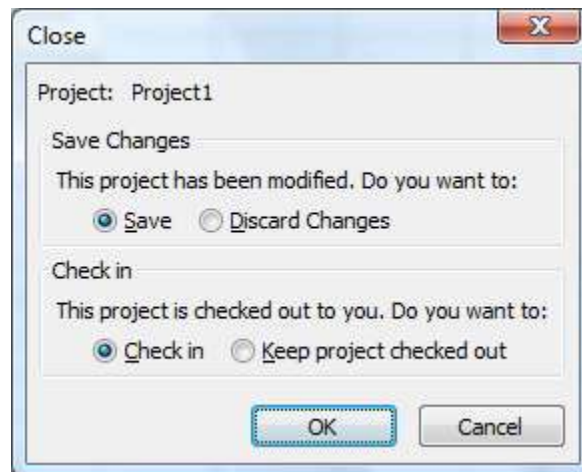 Close
Project: Project1
Save Changes
This project has been modified. Do you want to:
Save Discard Changes
Check in
This project is checked out to you. Do you want to:
Check in Keep project checked out
OK Cancel